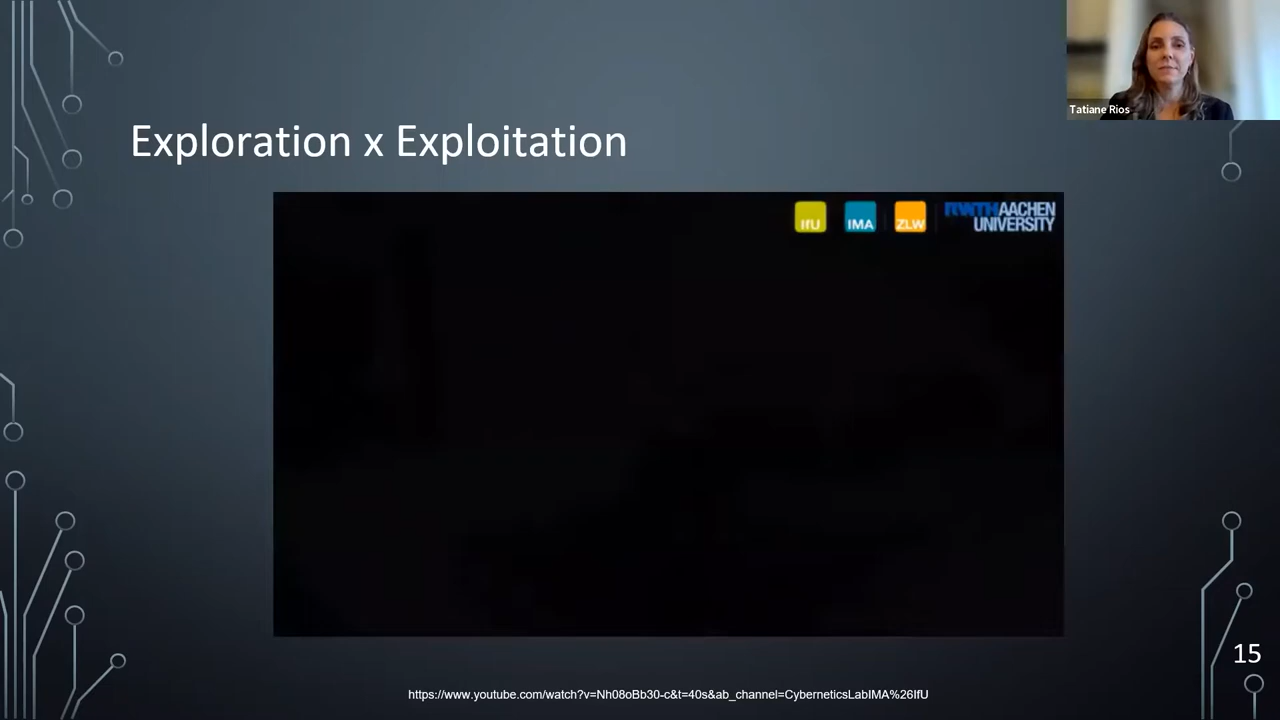 Tatiane Rios
Exploration x Exploitation
IfU IMA ZLW RWTH AACHEN
UNIVERSITY
15
https://www.youtube.com/watch?v=Nh08oBb30-c&t=40s&ab_channel=CyberneticsLabIMA%26IfU